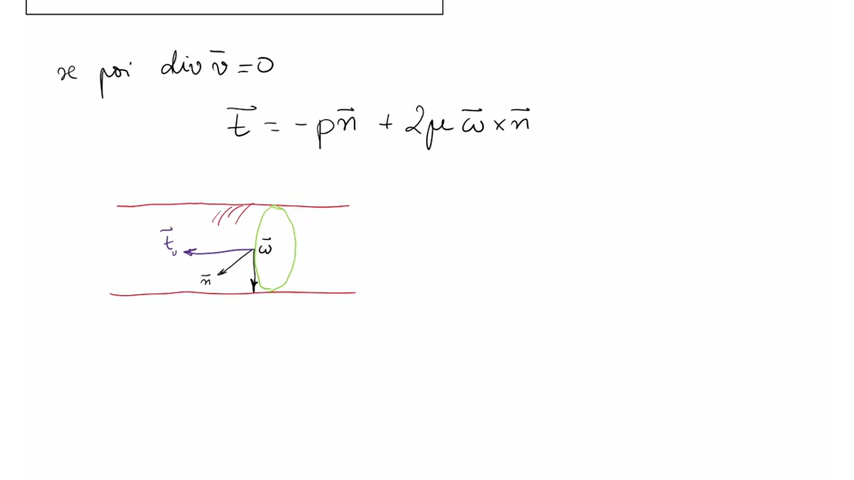 se poi div v̄ = 0
t⃗ = - p n⃗ + 2μ ω⃗ × n⃗
t⃗ᵥ
ω⃗
n⃗